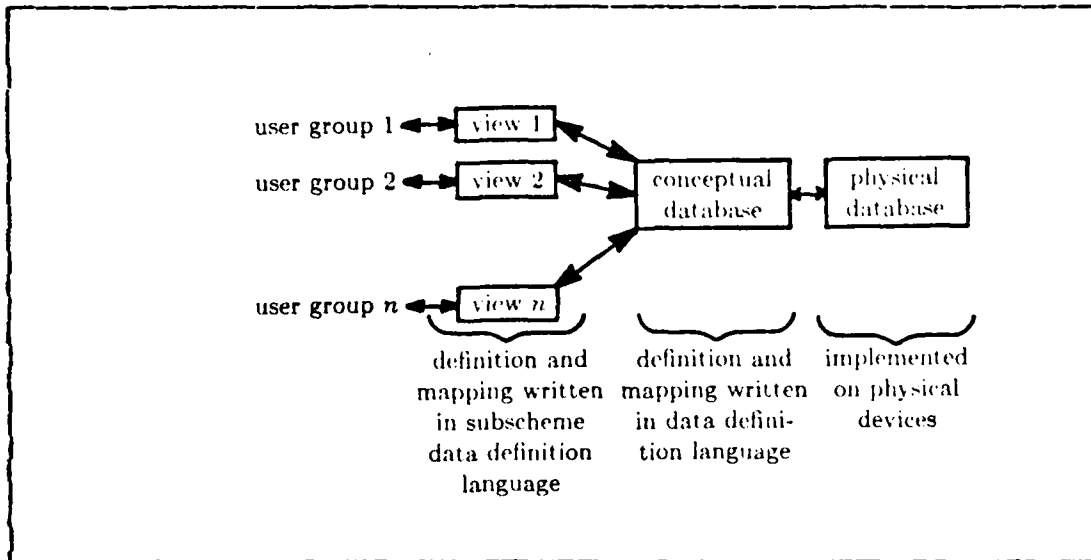 user group 1
view 1
user group 2
view 2
conceptual
database
physical
database
user group n
view n
definition and
mapping written
in subscheme
data definition
language
definition and
mapping written
in data defini-
tion language
implemented
on physical
devices